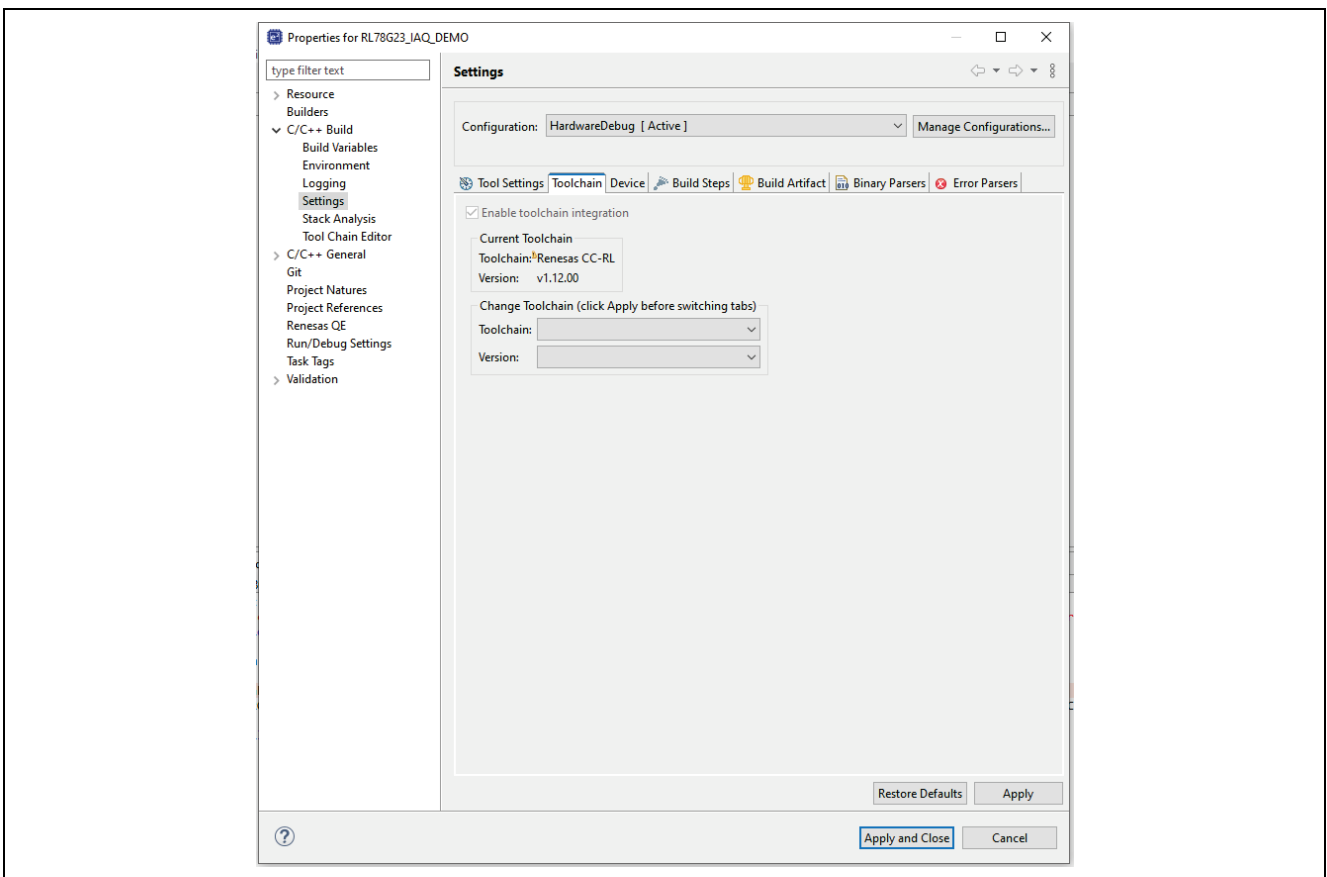 Properties for RL78G23_IAQ_DEMO
type filter text
Resource
Builders
C/C++ Build
Build Variables
Environment
Logging
Settings
Stack Analysis
Tool Chain Editor
C/C++ General
Git
Project Natures
Project References
Renesas QE
Run/Debug Settings
Task Tags
Validation
Settings
Configuration: HardwareDebug [ Active ] Manage Configurations...
Tool Settings Toolchain Device Build Steps Build Artifact Binary Parsers Error Parsers
Enable toolchain integration
Current Toolchain
Toolchain: Renesas CC-RL
Version: v1.12.00
Change Toolchain (click Apply before switching tabs)
Toolchain:
Version:
Restore Defaults Apply
Apply and Close Cancel